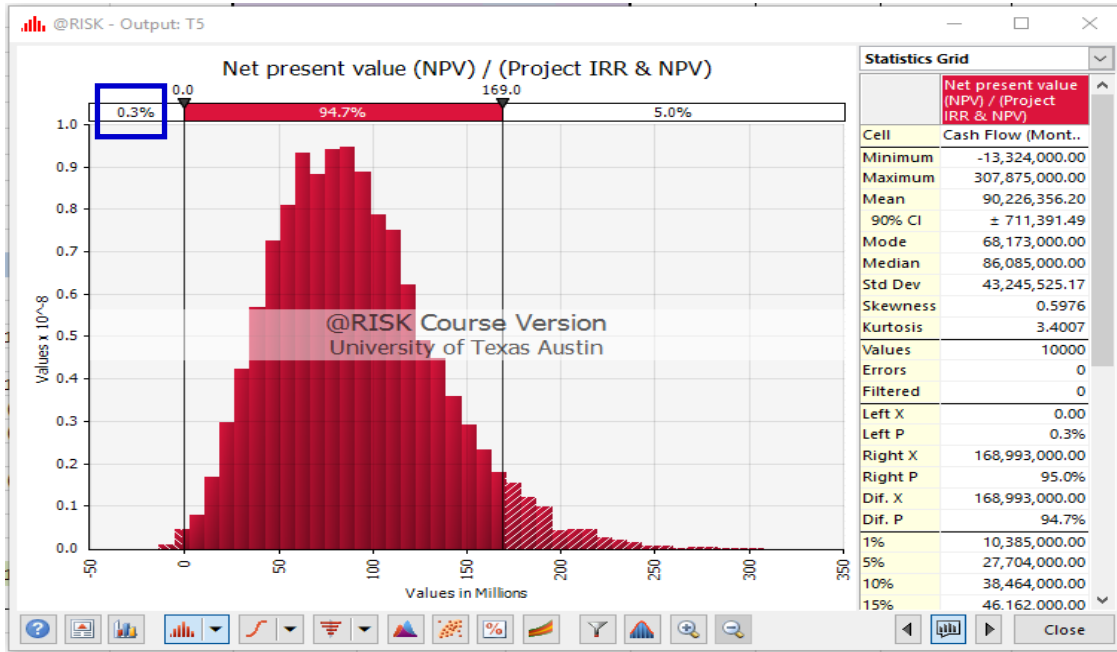 @RISK - Output: T5
Net present value (NPV) / (Project IRR & NPV)
0.0
169.0
0.3%
94.7%
5.0%
1.0
0.9
0.8
0.7
0.6
0.5
0.4
0.3
0.2
0.1
0.0
Values x 10^-8
@RISK Course Version
University of Texas Austin
-50
0
50
100
150
200
250
300
350
Values in Millions
Statistics Grid
Net present value
(NPV) / (Project
IRR & NPV)
Cell Cash Flow (Mont..
Minimum -13,324,000.00
Maximum 307,875,000.00
Mean 90,226,356.20
90% CI ± 711,391.49
Mode 68,173,000.00
Median 86,085,000.00
Std Dev 43,245,525.17
Skewness 0.5976
Kurtosis 3.4007
Values 10000
Errors 0
Filtered 0
Left X 0.00
Left P 0.3%
Right X 168,993,000.00
Right P 95.0%
Dif. X 168,993,000.00
Dif. P 94.7%
1% 10,385,000.00
5% 27,704,000.00
10% 38,464,000.00
15% 46,162,000.00
Close